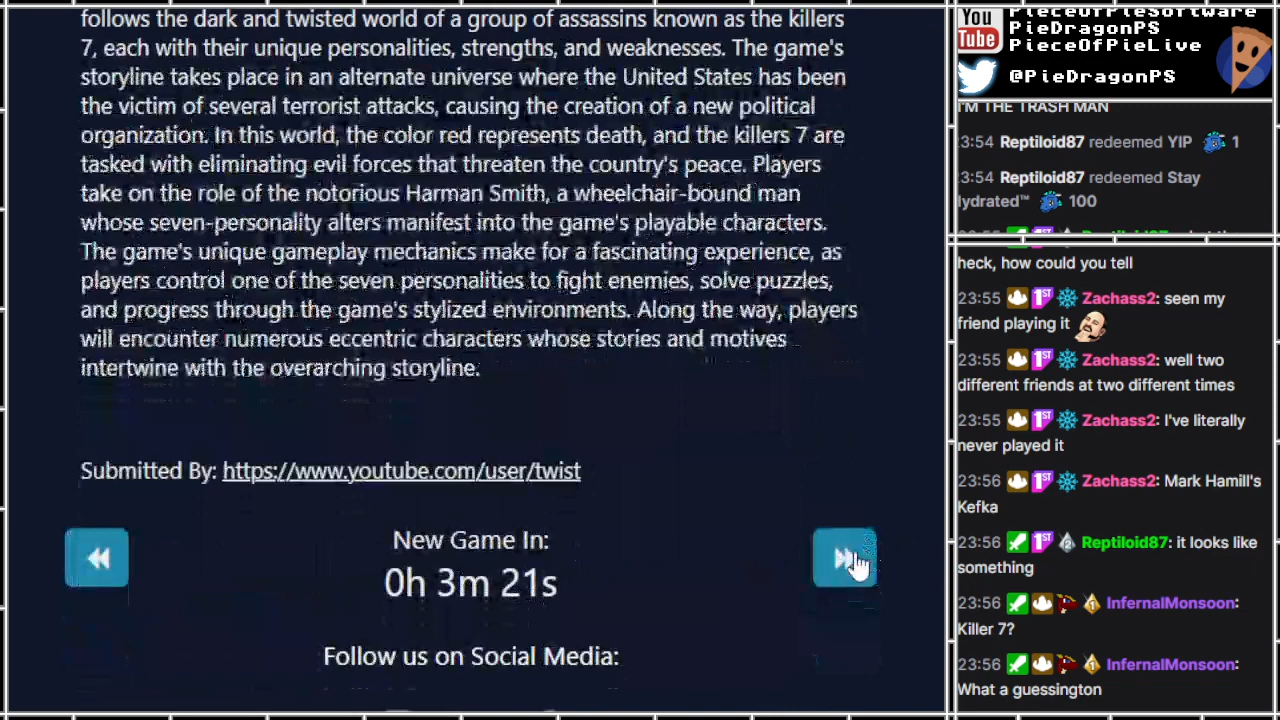 follows the dark and twisted world of a group of assassins known as the killers
7, each with their unique personalities, strengths, and weaknesses. The game's
storyline takes place in an alternate universe where the United States has been
the victim of several terrorist attacks, causing the creation of a new political
organization. In this world, the color red represents death, and the killers 7 are
tasked with eliminating evil forces that threaten the country's peace. Players
take on the role of the notorious Harman Smith, a wheelchair-bound man
whose seven-personality alters manifest into the game's playable characters.
The game's unique gameplay mechanics make for a fascinating experience, as
players control one of the seven personalities to fight enemies, solve puzzles,
and progress through the game's stylized environments. Along the way, players
will encounter numerous eccentric characters whose stories and motives
intertwine with the overarching storyline.
Submitted By: https://www.youtube.com/user/twist
New Game In:
0h 3m 21s
Follow us on Social Media:
You
Tube
PieceOfPieSoftware
PieDragonPS
PieceOfPieLive
@PieDragonPS
I'M THE TRASH MAN
3:54 Reptiloid87 redeemed YIP 1
3:54 Reptiloid87 redeemed Stay
lydrated™ 100
heck, how could you tell
23:55 1ST Zachass2: seen my
friend playing it
23:55 1ST Zachass2: well two
different friends at two different times
23:55 1ST Zachass2: I've literally
never played it
23:56 1ST Zachass2: Mark Hamill's
Kefka
23:56 1ST 2 Reptiloid87: it looks like
something
23:56 1 InfernalMonsoon:
Killer 7?
23:56 1 InfernalMonsoon:
What a guessington